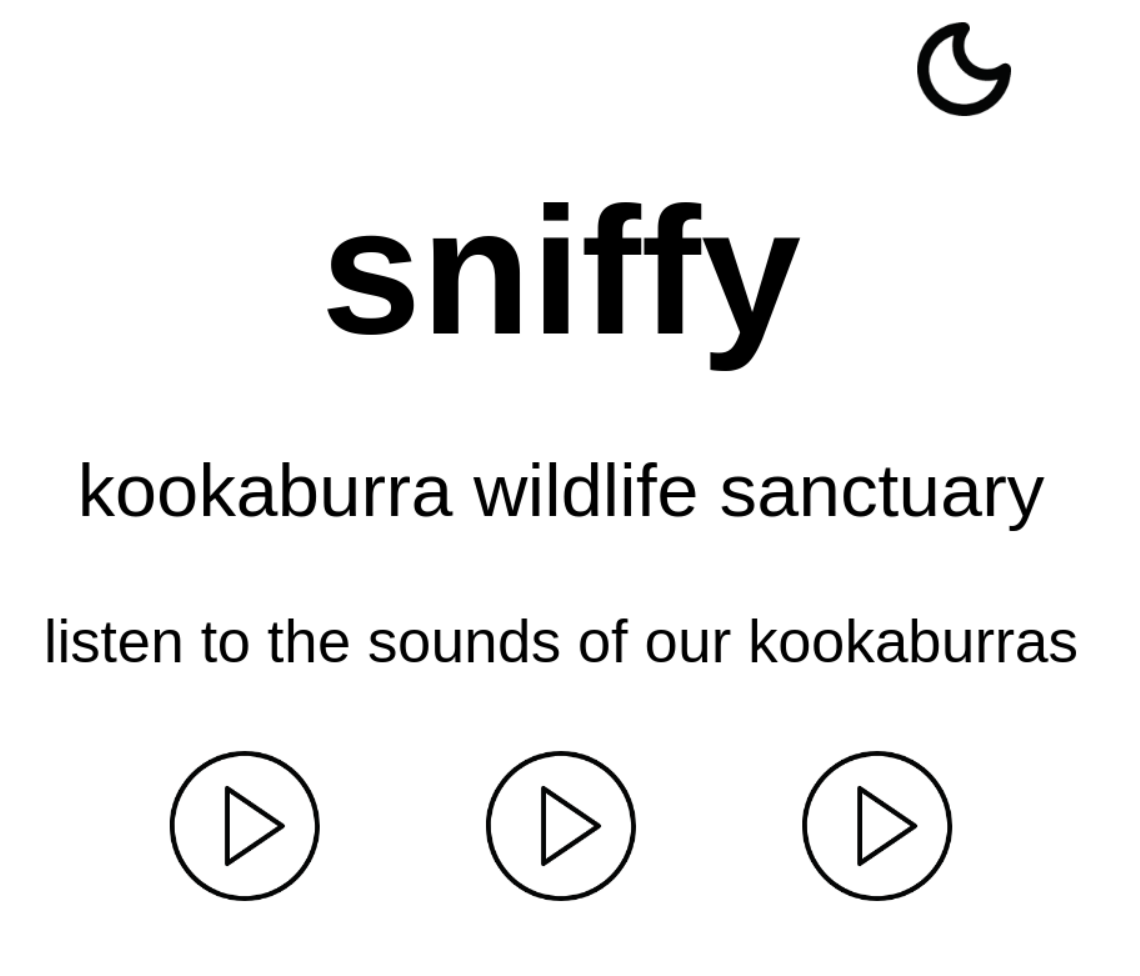 sniffy
kookaburra wildlife sanctuary
listen to the sounds of our kookaburras